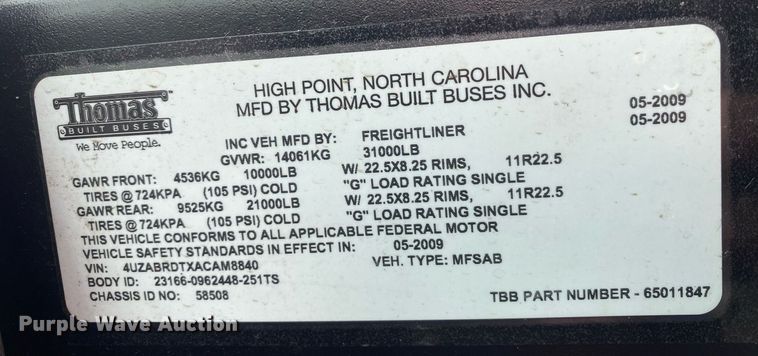 Thomas™
BUILT BUSES
We Move People.
HIGH POINT, NORTH CAROLINA
MFD BY THOMAS BUILT BUSES INC.
05-2009
INC VEH MFD BY: FREIGHTLINER 05-2009
GVWR: 14061KG 31000LB
GAWR FRONT: 4536KG 10000LB W/ 22.5X8.25 RIMS, 11R22.5
TIRES @ 724KPA (105 PSI) COLD "G" LOAD RATING SINGLE
GAWR REAR: 9525KG 21000LB W/ 22.5X8.25 RIMS, 11R22.5
TIRES @ 724KPA (105 PSI) COLD "G" LOAD RATING SINGLE
THIS VEHICLE CONFORMS TO ALL APPLICABLE FEDERAL MOTOR
VEHICLE SAFETY STANDARDS IN EFFECT IN: 05-2009
VIN: 4UZABRDTXACAM8840 VEH. TYPE: MFSAB
BODY ID: 23166-0962448-251TS
CHASSIS ID NO: 58508 TBB PART NUMBER - 65011847
Purple Wave Auction